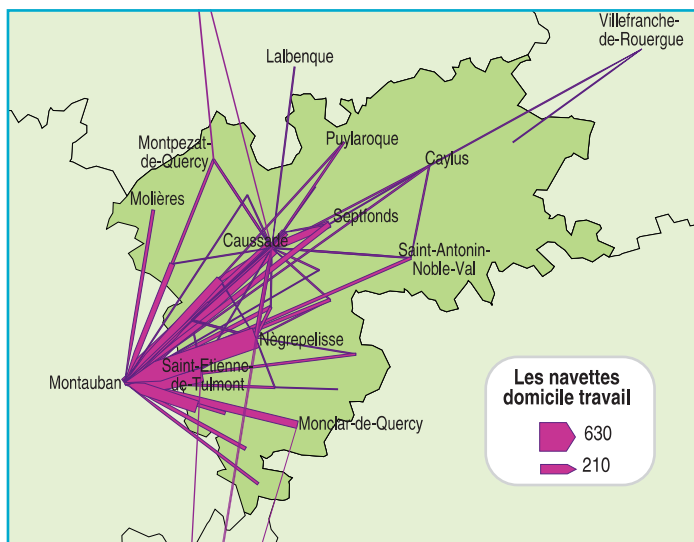 Villefranche-
de-Rouergue
Lalbenque
Montpezat-
de-Quercy
Puylaroque
Caylus
Molières
Septfonds
Caussade
Saint-Antonin-
Noble-Val
Nègrepelisse
Saint-Etienne-
de-Tulmont
Montauban
Monclar-de-Quercy
Les navettes
domicile travail
630
210